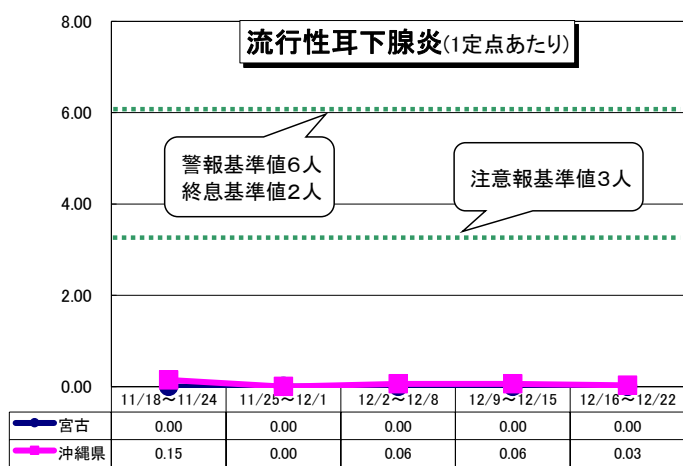 流行性耳下腺炎(1定点あたり)
8.00
6.00
4.00
2.00
0.00
警報基準値6人
終息基準値2人
注意報基準値3人
11/18～11/24 11/25～12/1 12/2～12/8 12/9～12/15 12/16～12/22
宮古 0.00 0.00 0.00 0.00 0.00
沖縄県 0.15 0.00 0.06 0.06 0.03